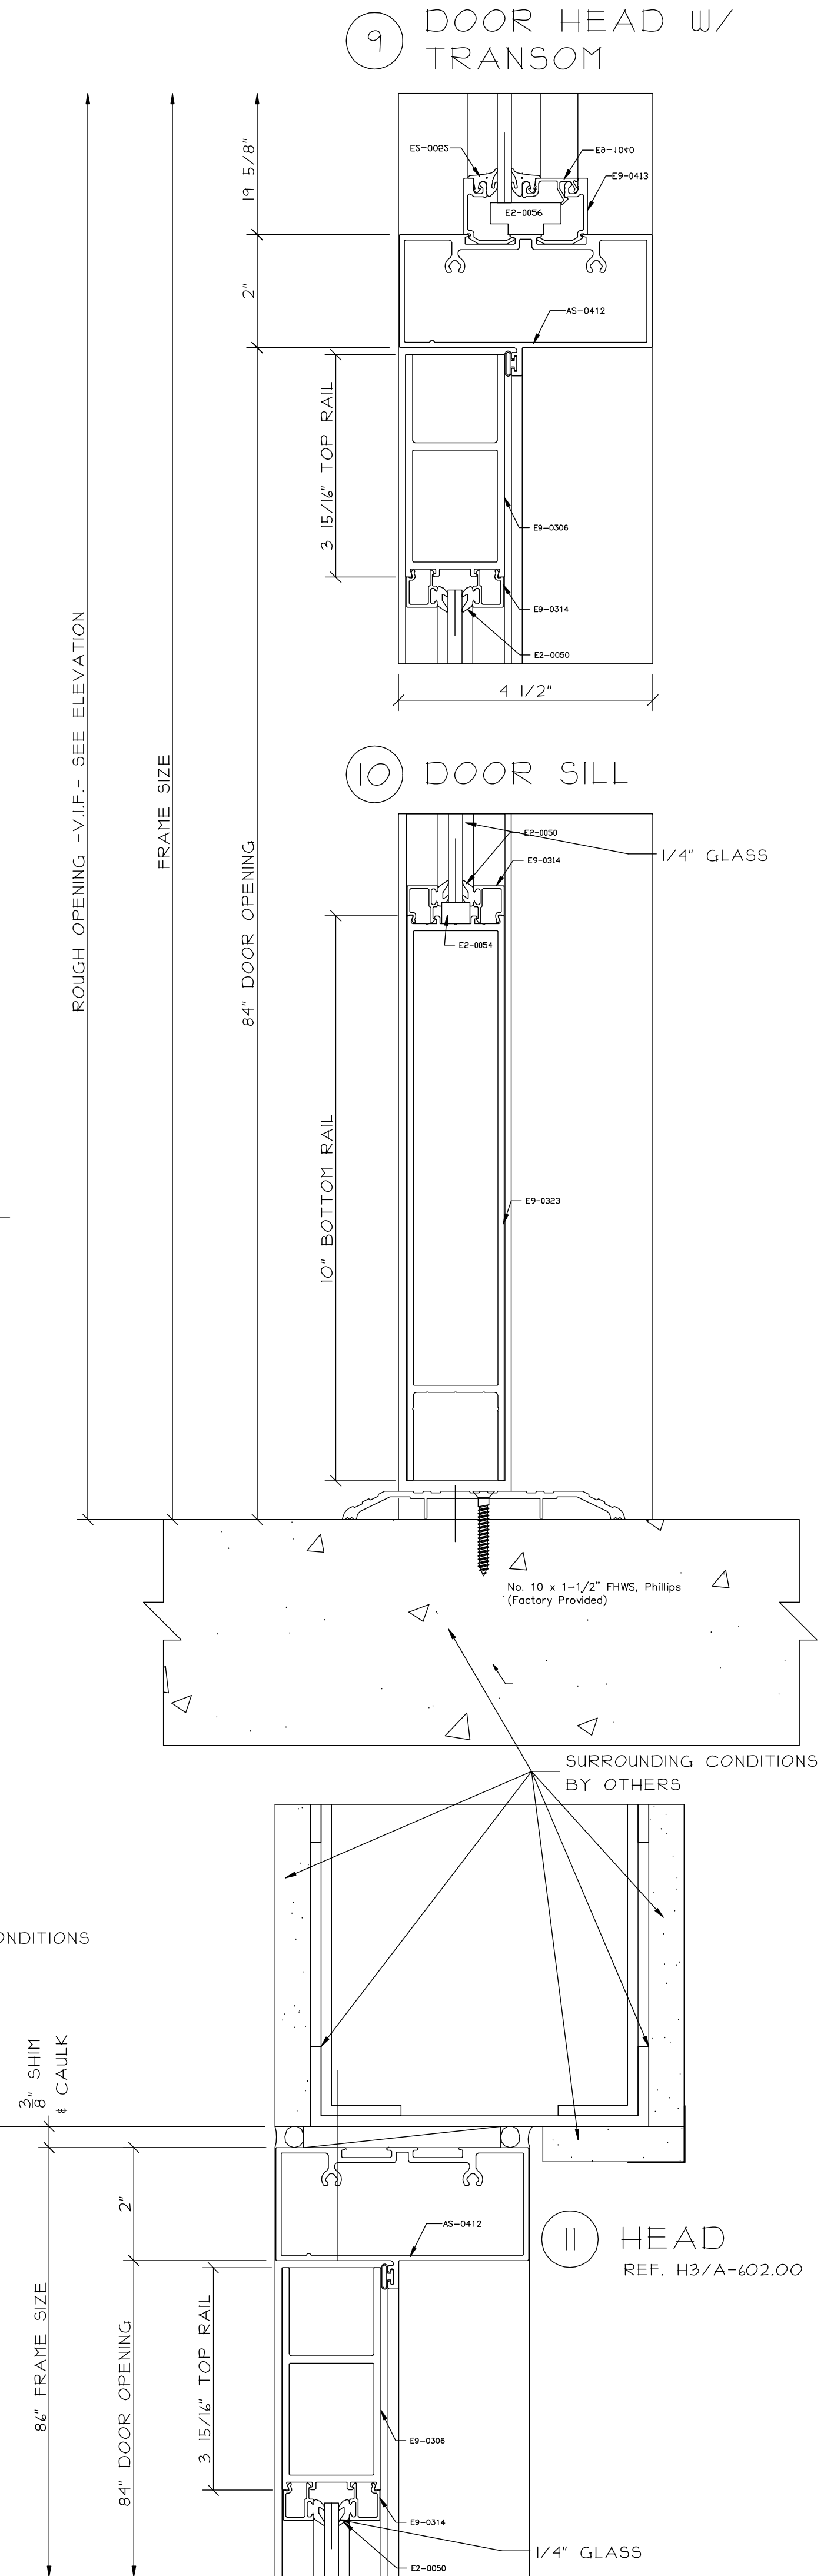 9
DOOR HEAD W/
TRANSOM
19 5/8"
E2-0052
E9-1040
E9-0413
E2-0056
2"
AS-0412
3 15/16" TOP RAIL
E9-0306
E9-0314
E2-0050
4 1/2"
ROUGH OPENING -V.I.F.- SEE ELEVATION
FRAME SIZE
84" DOOR OPENING
10
DOOR SILL
E2-0050
1/4" GLASS
E9-0314
E2-0054
10" BOTTOM RAIL
E9-0323
No. 10 x 1-1/2" FHWS, Phillips
(Factory Provided)
SURROUNDING CONDITIONS
BY OTHERS
ONDITIONS
3/8" SHIM
& CAULK
2"
AS-0412
11
HEAD
REF. H3/A-602.00
86" FRAME SIZE
84" DOOR OPENING
3 15/16" TOP RAIL
E9-0306
E9-0314
1/4" GLASS
E2-0050